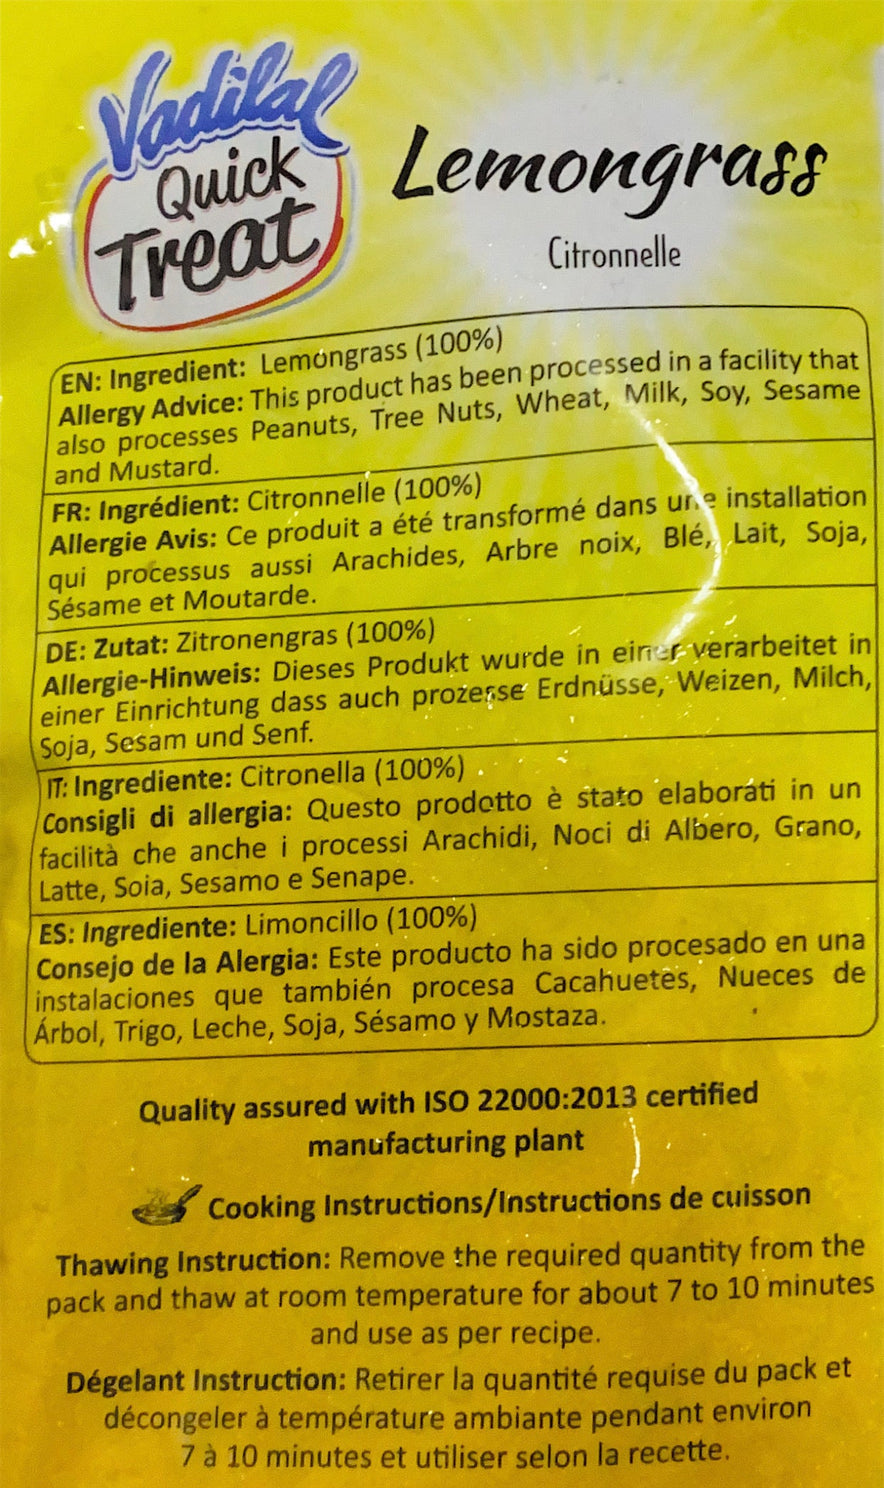 Vadilal
Quick
Treat
Lemongrass
Citronnelle
EN: Ingredient: Lemongrass (100%)
Allergy Advice: This product has been processed in a facility that
also processes Peanuts, Tree Nuts, Wheat, Milk, Soy, Sesame
and Mustard.
FR: Ingrédient: Citronnelle (100%)
Allergie Avis: Ce produit a été transformé dans une installation
qui processus aussi Arachides, Arbre noix, Blé, Lait, Soja,
Sésame et Moutarde.
DE: Zutat: Zitronengras (100%)
Allergie-Hinweis: Dieses Produkt wurde in einer verarbeitet in
einer Einrichtung dass auch prozesse Erdnüsse, Weizen, Milch,
Soja, Sesam und Senf.
IT: Ingrediente: Citronella (100%)
Consigli di allergia: Questo prodotto è stato elaborati in un
facilità che anche i processi Arachidi, Noci di Albero, Grano,
Latte, Soia, Sesamo e Senape.
ES: Ingrediente: Limoncillo (100%)
Consejo de la Alergia: Este producto ha sido procesado en una
instalaciones que también procesa Cacahuetes, Nueces de
Árbol, Trigo, Leche, Soja, Sésamo y Mostaza.
Quality assured with ISO 22000:2013 certified
manufacturing plant
Cooking Instructions/Instructions de cuisson
Thawing Instruction: Remove the required quantity from the
pack and thaw at room temperature for about 7 to 10 minutes
and use as per recipe.
Dégelant Instruction: Retirer la quantité requise du pack et
décongeler à température ambiante pendant environ
7 à 10 minutes et utiliser selon la recette.